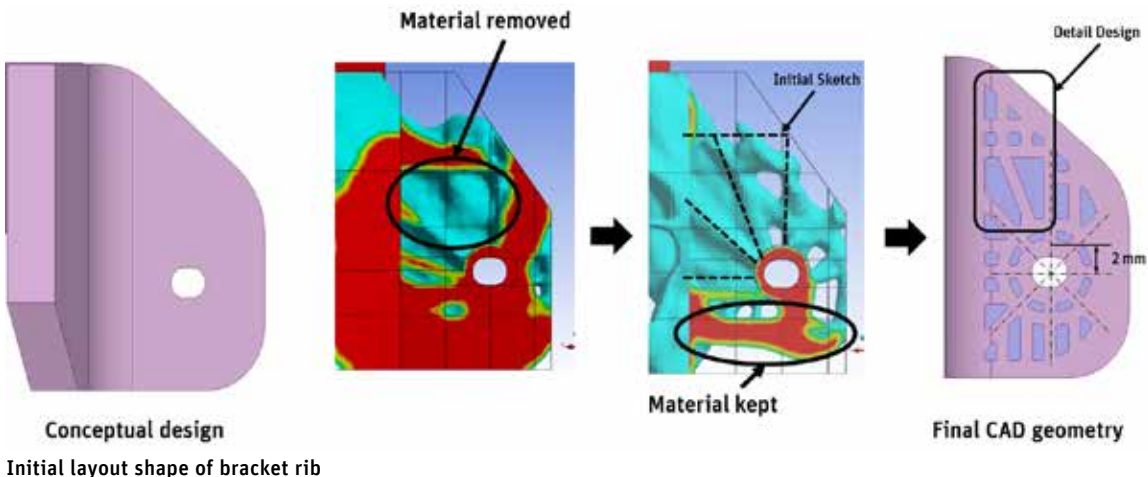 Material removed
Detail Design
Initial Sketch
2 mm
Material kept
Conceptual design
Final CAD geometry
Initial layout shape of bracket rib